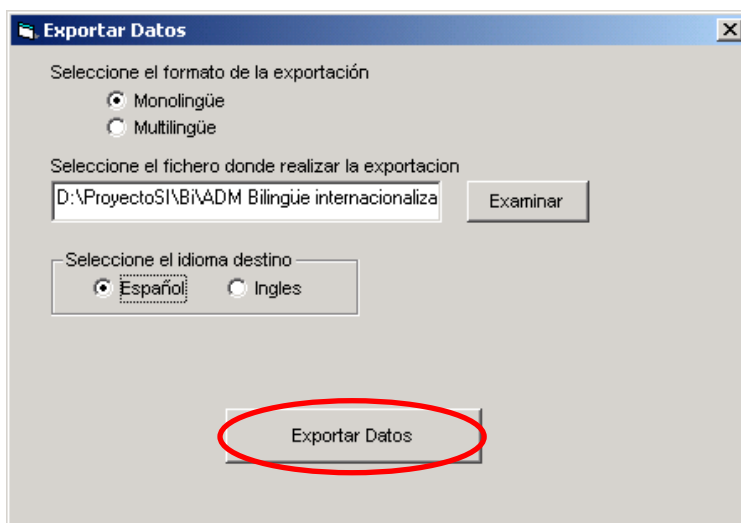 Exportar Datos
Seleccione el formato de la exportación
Monolingüe
Multilingüe
Seleccione el fichero donde realizar la exportacion
D:\ProyectoSI\Bi\ADM Bilingüe internacionaliza
Examinar
Seleccione el idioma destino
Español Ingles
Exportar Datos